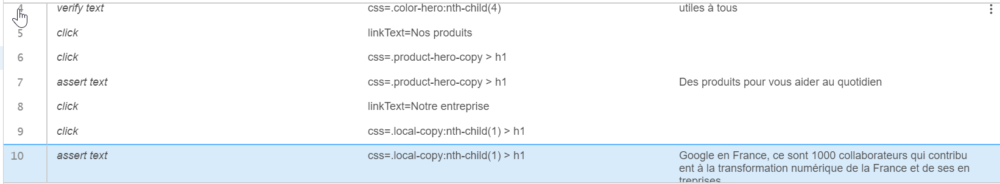 4 verify text css=.color-hero:nth-child(4) utiles à tous
5 click linkText=Nos produits
6 click css=.product-hero-copy > h1
7 assert text css=.product-hero-copy > h1 Des produits pour vous aider au quotidien
8 click linkText=Notre entreprise
9 click css=.local-copy:nth-child(1) > h1
10 assert text css=.local-copy:nth-child(1) > h1 Google en France, ce sont 1000 collaborateurs qui contribu
ent à la transformation numérique de la France et de ses en
treprises